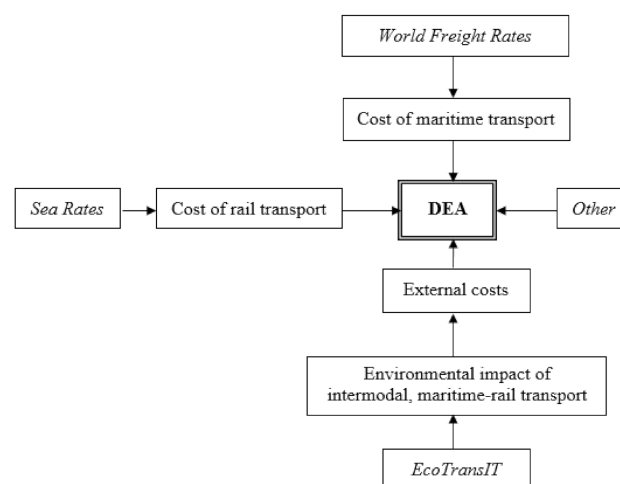 World Freight Rates
Cost of maritime transport
Sea Rates
Cost of rail transport
DEA
Other
External costs
Environmental impact of
intermodal, maritime-rail transport
EcoTransIT